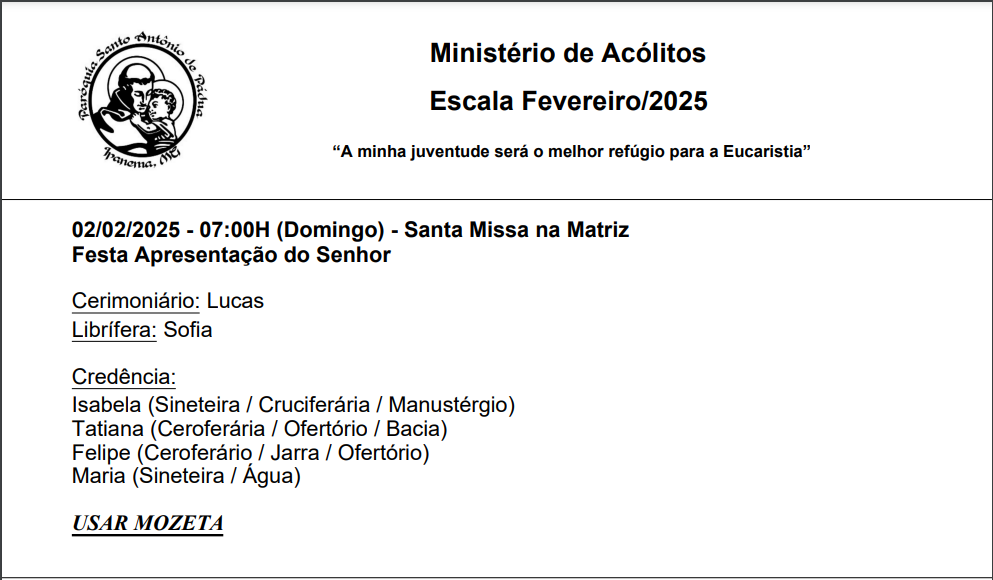 Paróquia Santo Antônio de Pádua
Ipanema, MG
Ministério de Acólitos
Escala Fevereiro/2025
“A minha juventude será o melhor refúgio para a Eucaristia”
02/02/2025 - 07:00H (Domingo) - Santa Missa na Matriz
Festa Apresentação do Senhor
Cerimoniário: Lucas
Librífera: Sofia
Credência:
Isabela (Sineteira / Cruciferária / Manustérgio)
Tatiana (Ceroferária / Ofertório / Bacia)
Felipe (Ceroferário / Jarra / Ofertório)
Maria (Sineteira / Água)
USAR MOZETA